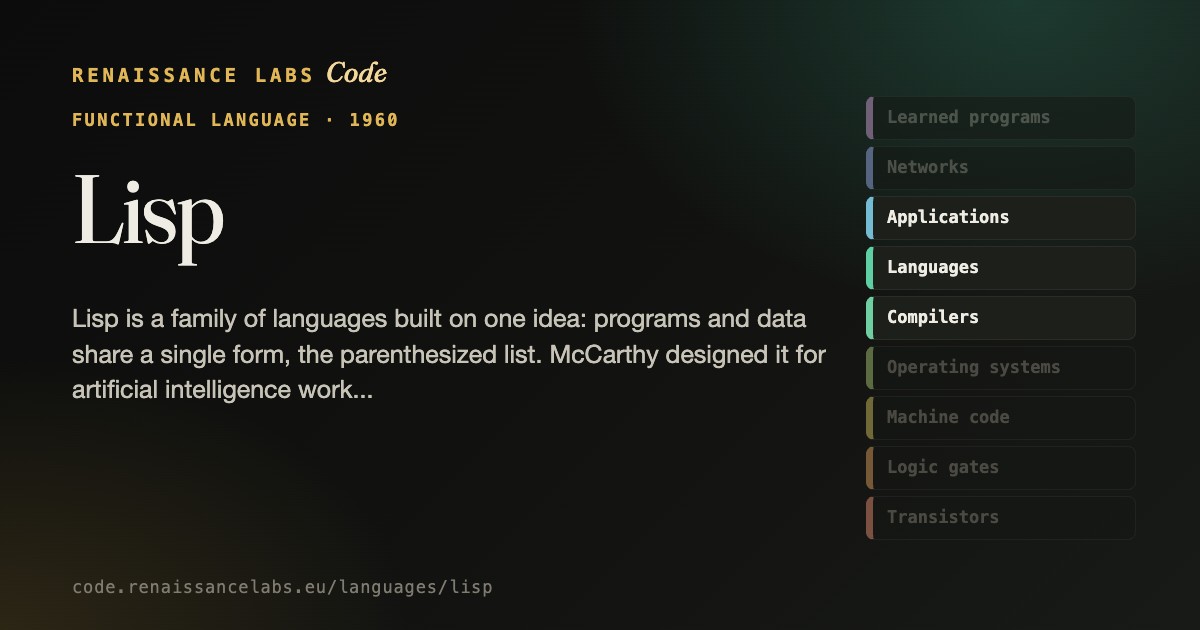 RENAISSANCE LABS Code
FUNCTIONAL LANGUAGE · 1960
Lisp
Lisp is a family of languages built on one idea: programs and data
share a single form, the parenthesized list. McCarthy designed it for
artificial intelligence work...
Learned programs
Networks
Applications
Languages
Compilers
Operating systems
Machine code
Logic gates
Transistors
code.renaissancelabs.eu/languages/lisp